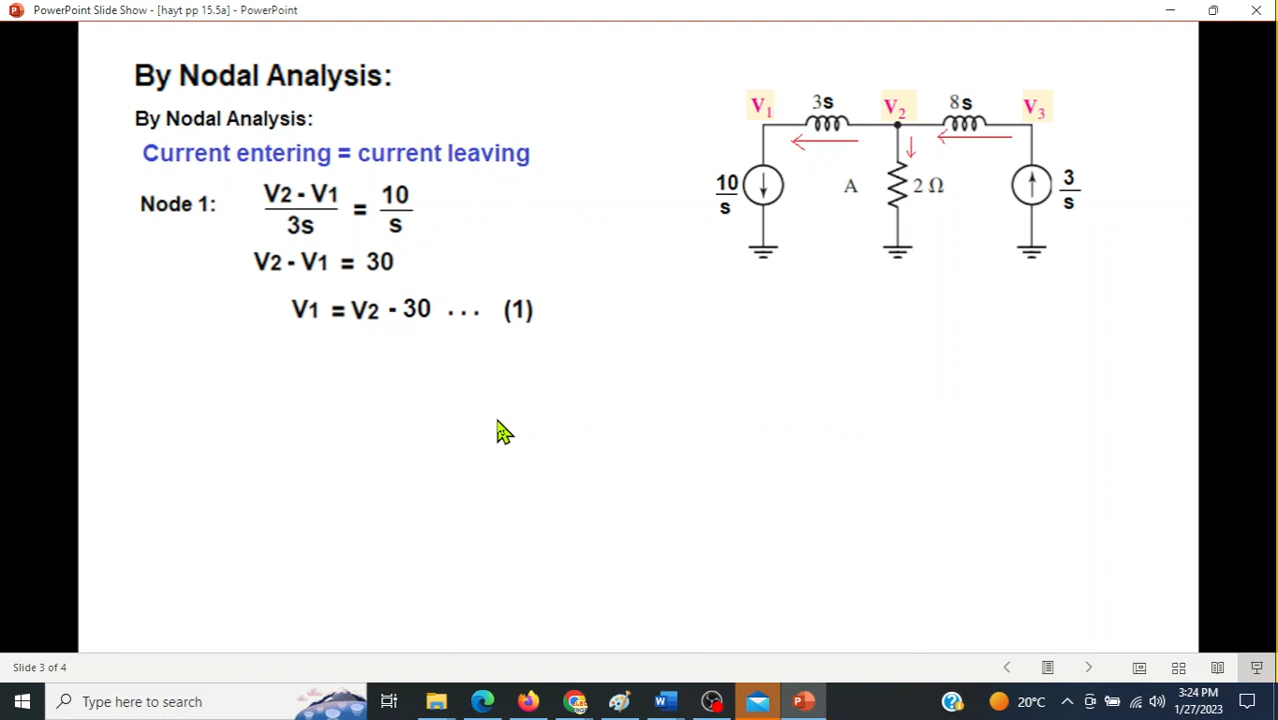 PowerPoint Slide Show - [hayt pp 15.5a] - PowerPoint
By Nodal Analysis:
By Nodal Analysis:
Current entering = current leaving
Node 1: V2 - V1 / 3s = 10 / s
V2 - V1 = 30
V1 = V2 - 30 ... (1)
V1 3s V2 8s V3
10/s A 2 Ω 3/s
Slide 3 of 4
Type here to search
ELEC
20°C
3:24 PM
1/27/2023